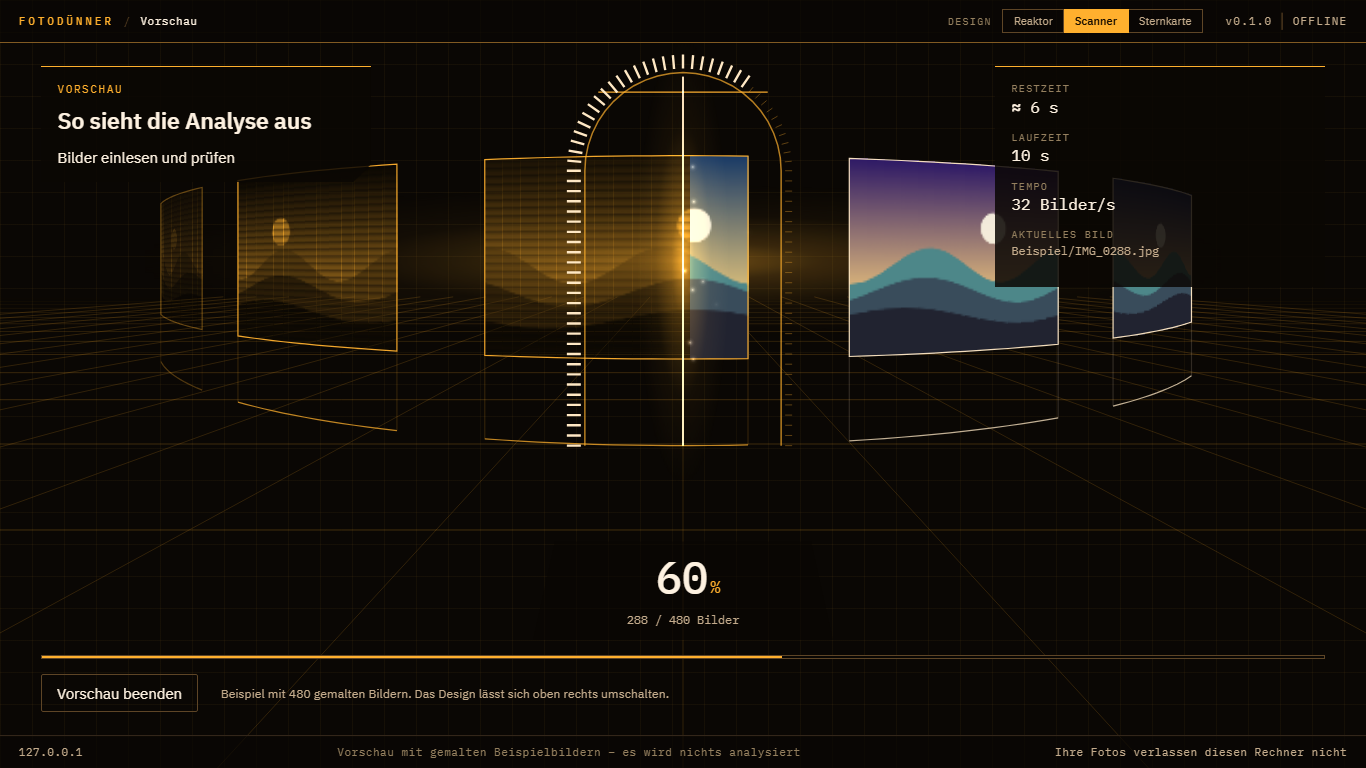 FOTODÜNNER / Vorschau
DESIGN Reaktor Scanner Sternkarte v0.1.0 OFFLINE
VORSCHAU
So sieht die Analyse aus
Bilder einlesen und prüfen
RESTZEIT
≈ 6 s
LAUFZEIT
10 s
TEMPO
32 Bilder/s
AKTUELLES BILD
Beispiel/IMG_0288.jpg
60%
288 / 480 Bilder
Vorschau beenden
Beispiel mit 480 gemalten Bildern. Das Design lässt sich oben rechts umschalten.
127.0.0.1
Vorschau mit gemalten Beispielbildern – es wird nichts analysiert
Ihre Fotos verlassen diesen Rechner nicht